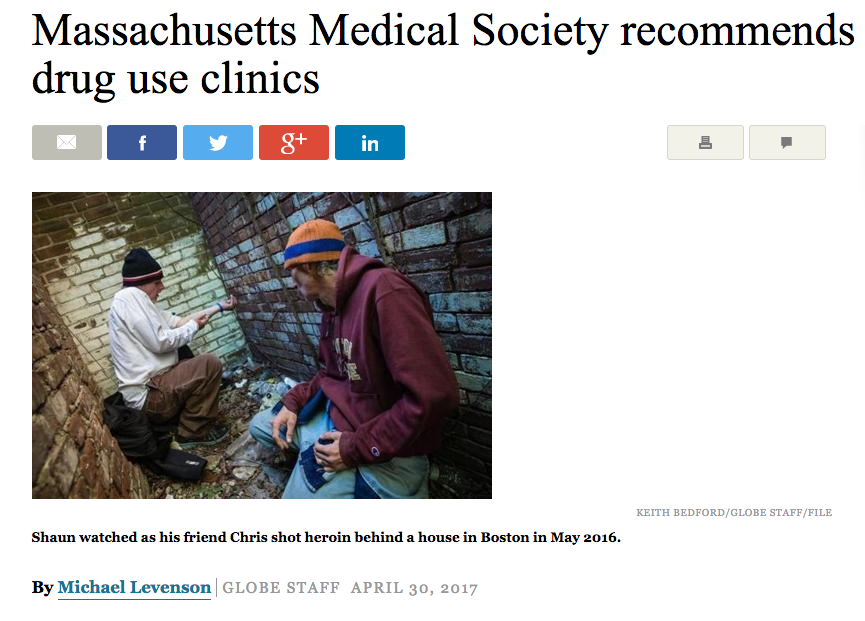 Massachusetts Medical Society recommends
drug use clinics
f
g+
in
KEITH BEDFORD/GLOBE STAFF/FILE
Shaun watched as his friend Chris shot heroin behind a house in Boston in May 2016.
By Michael Levenson | GLOBE STAFF APRIL 30, 2017